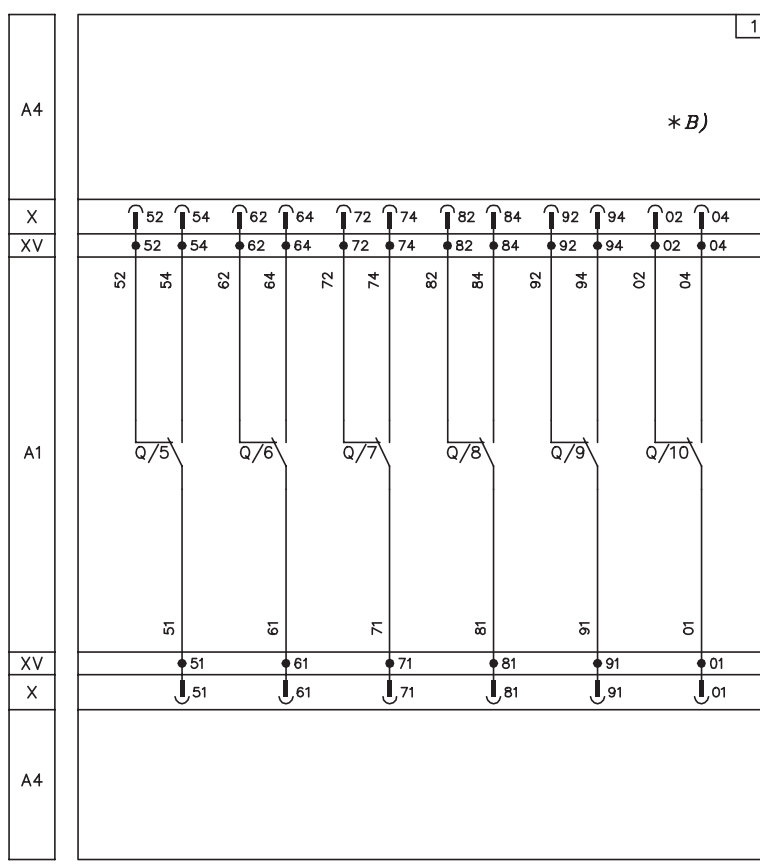 1
A4
*B)
X 52 54 62 64 72 74 82 84 92 94 02 04
XV 52 54 62 64 72 74 82 84 92 94 02 04
52 54 62 64 72 74 82 84 92 94 02 04
A1 Q/5 Q/6 Q/7 Q/8 Q/9 Q/10
51 61 71 81 91 01
XV 51 61 71 81 91 01
X 51 61 71 81 91 01
A4